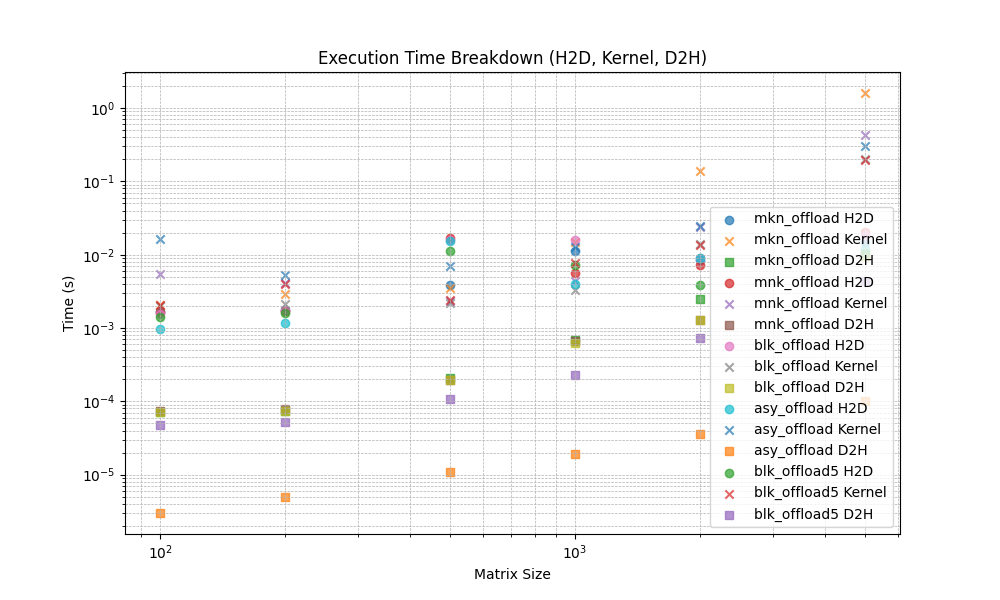 Execution Time Breakdown (H2D, Kernel, D2H)
10^0
10^-1
10^-2
10^-3
10^-4
10^-5
Time (s)
mkn_offload H2D
mkn_offload Kernel
mkn_offload D2H
mnk_offload H2D
mnk_offload Kernel
mnk_offload D2H
blk_offload H2D
blk_offload Kernel
blk_offload D2H
asy_offload H2D
asy_offload Kernel
asy_offload D2H
blk_offload5 H2D
blk_offload5 Kernel
blk_offload5 D2H
10^2 10^3
Matrix Size